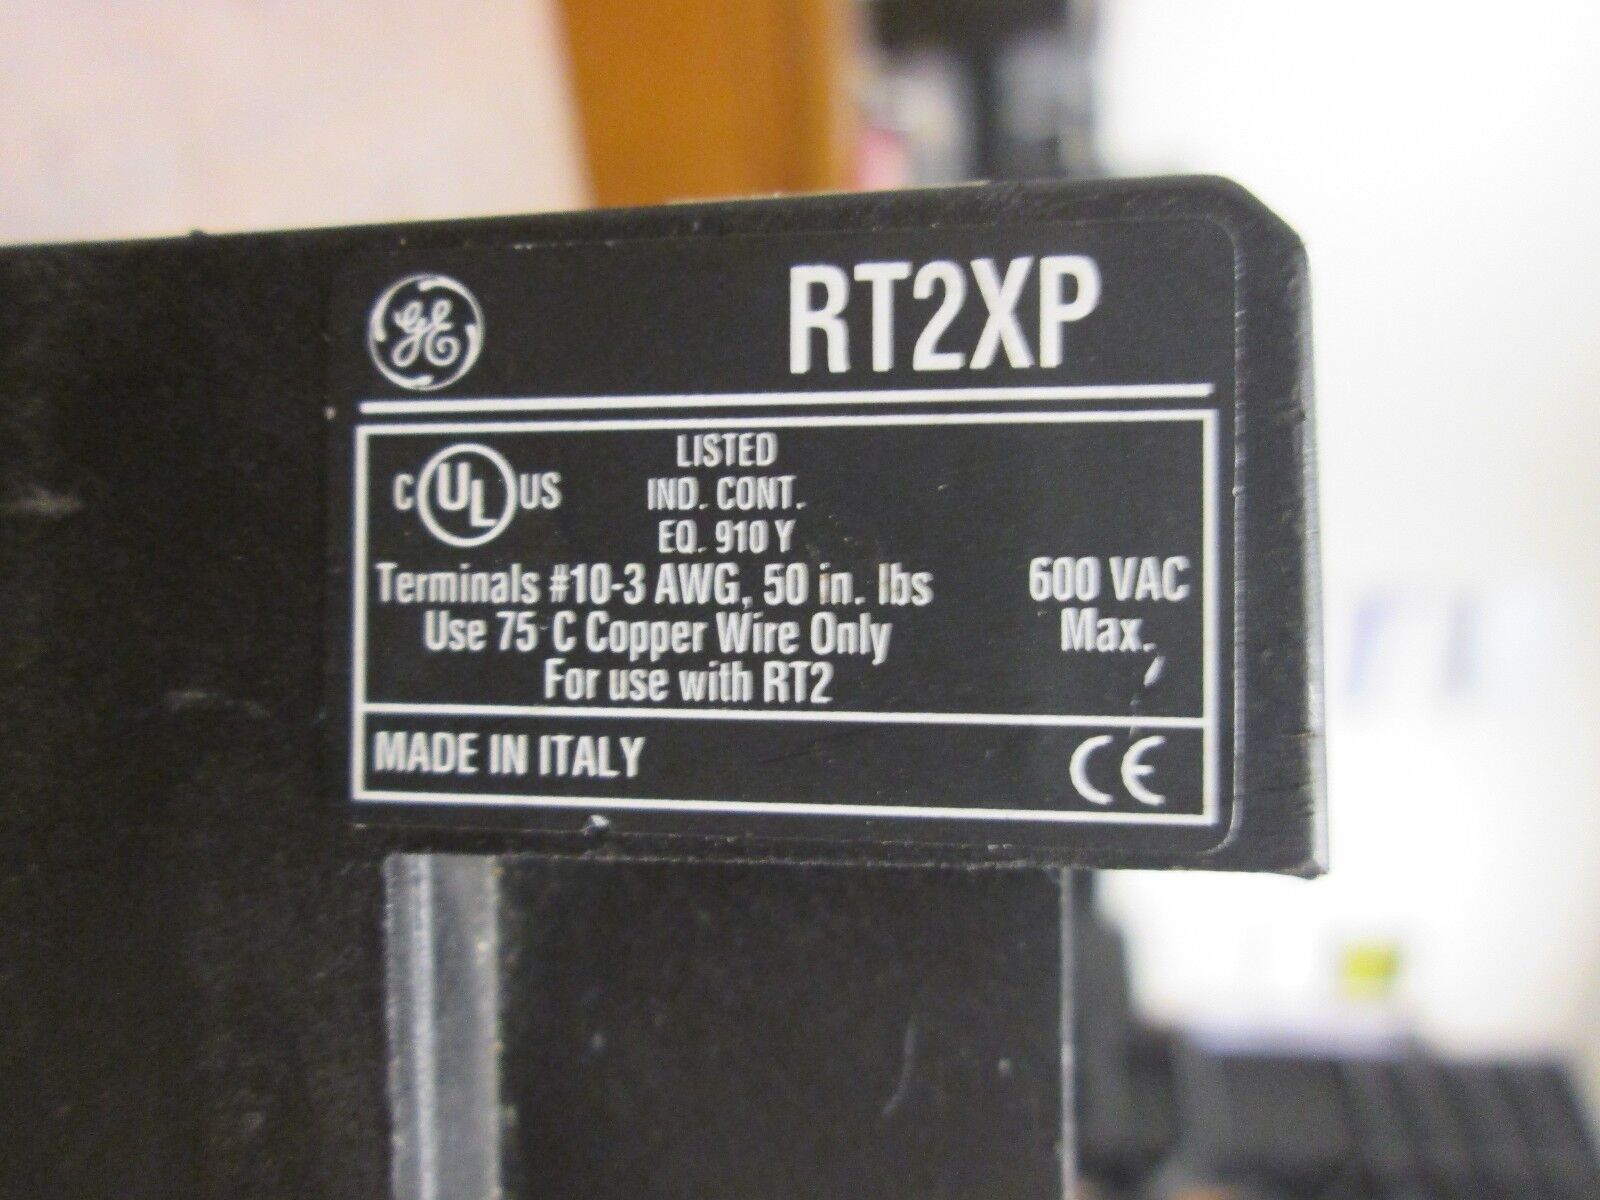 GE
RT2XP
C UL US
LISTED
IND. CONT.
EQ. 910 Y
Terminals #10-3 AWG, 50 in. lbs
Use 75 C Copper Wire Only
For use with RT2
600 VAC
Max.
MADE IN ITALY
CE